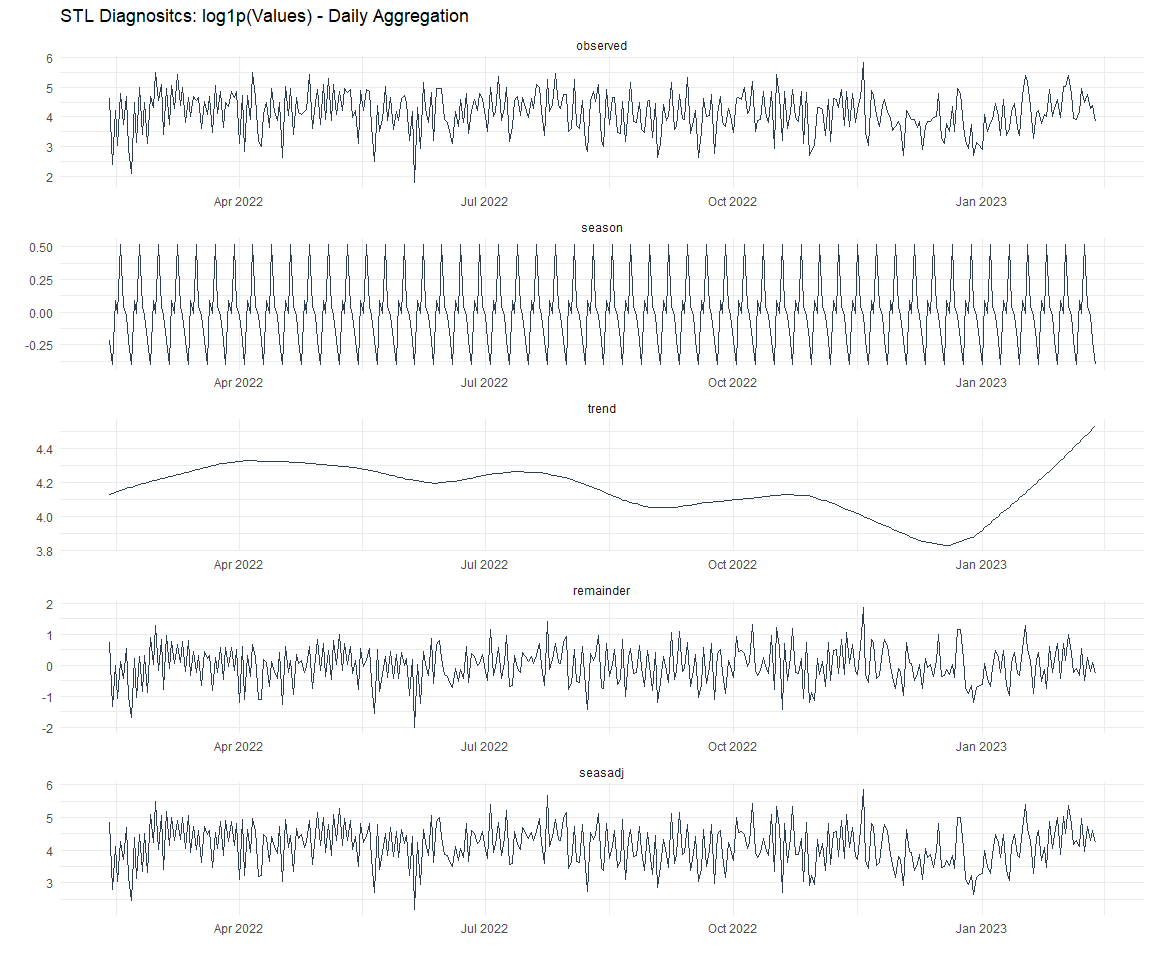 STL Diagnositcs: log1p(Values) - Daily Aggregation
observed
6
5
4
3
2
Apr 2022 Jul 2022 Oct 2022 Jan 2023
season
0.50
0.25
0.00
-0.25
Apr 2022 Jul 2022 Oct 2022 Jan 2023
trend
4.4
4.2
4.0
3.8
Apr 2022 Jul 2022 Oct 2022 Jan 2023
remainder
2
1
0
-1
-2
Apr 2022 Jul 2022 Oct 2022 Jan 2023
seasadj
6
5
4
3
Apr 2022 Jul 2022 Oct 2022 Jan 2023